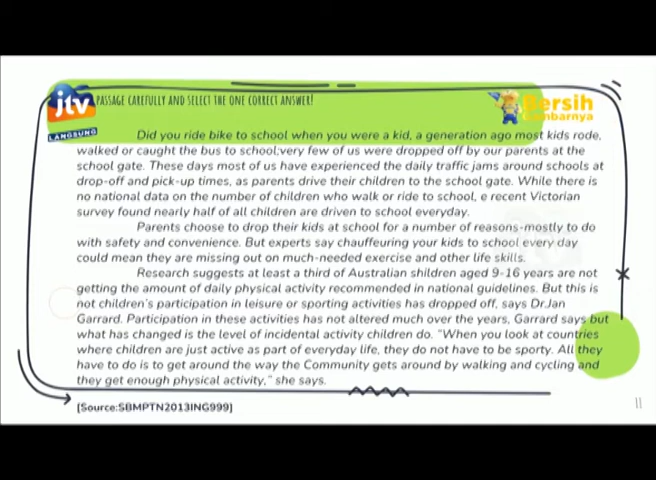 jtv
LANGSUNG
PASSAGE CAREFULLY AND SELECT THE ONE CORRECT ANSWER!
Bersih
Gambarnya
Did you ride bike to school when you were a kid, a generation ago most kids rode,
walked or caught the bus to school;very few of us were dropped off by our parents at the
school gate. These days most of us have experienced the daily traffic jams around schools at
drop-off and pick-up times, as parents drive their children to the school gate. While there is
no national data on the number of children who walk or ride to school, e recent Victorian
survey found nearly half of all children are driven to school everyday.
Parents choose to drop their kids at school for a number of reasons-mostly to do
with safety and convenience. But experts say chauffeuring your kids to school every day
could mean they are missing out on much-needed exercise and other life skills.
Research suggests at least a third of Australian shildren aged 9-16 years are not
getting the amount of daily physical activity recommended in national guidelines. But this is
not children's participation in leisure or sporting activities has dropped off, says Dr.Jan
Garrard. Participation in these activities has not altered much over the years, Garrard says but
what has changed is the level of incidental activity children do. "When you look at countries
where children are just active as part of everyday life, they do not have to be sporty. All they
have to do is to get around the way the Community gets around by walking and cycling and
they get enough physical activity," she says.
[Source:SBMPTN2013ING999]
11